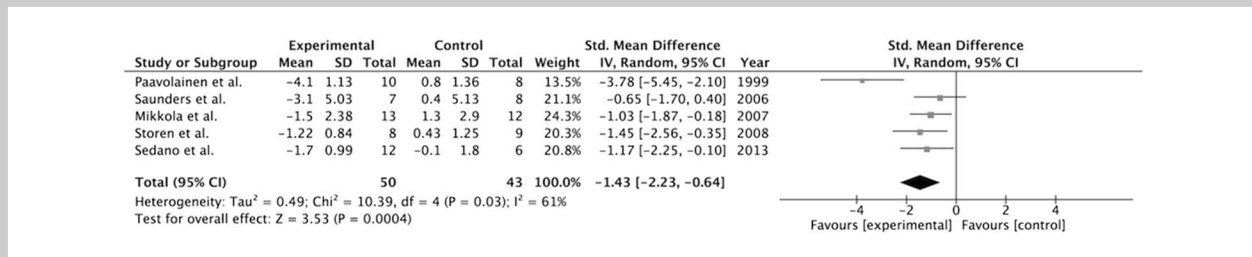 Experimental Control Std. Mean Difference Std. Mean Difference
Study or Subgroup Mean SD Total Mean SD Total Weight IV, Random, 95% CI Year IV, Random, 95% CI
Paavolainen et al. −4.1 1.13 10 0.8 1.36 8 13.5% −3.78 [−5.45, −2.10] 1999
Saunders et al. −3.1 5.03 7 0.4 5.13 8 21.1% −0.65 [−1.70, 0.40] 2006
Mikkola et al. −1.5 2.38 13 1.3 2.9 12 24.3% −1.03 [−1.87, −0.18] 2007
Storen et al. −1.22 0.84 8 0.43 1.25 9 20.3% −1.45 [−2.56, −0.35] 2008
Sedano et al. −1.7 0.99 12 −0.1 1.8 6 20.8% −1.17 [−2.25, −0.10] 2013
Total (95% CI) 50 43 100.0% −1.43 [−2.23, −0.64]
Heterogeneity: Tau² = 0.49; Chi² = 10.39, df = 4 (P = 0.03); I² = 61%
Test for overall effect: Z = 3.53 (P = 0.0004)
−4 −2 0 2 4
Favours [experimental] Favours [control]